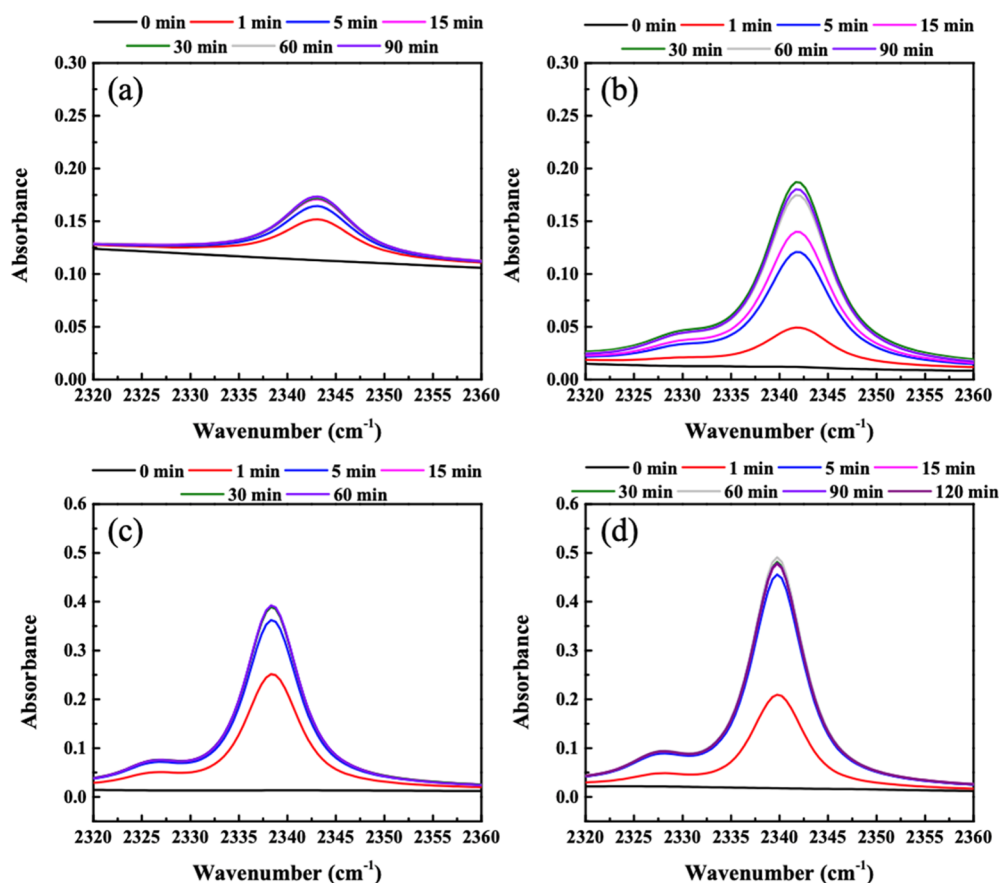 0 min 1 min 5 min 15 min
30 min 60 min 90 min
(a)
0.30
0.25
0.20
0.15
0.10
0.05
0.00
Absorbance
2320 2325 2330 2335 2340 2345 2350 2355 2360
Wavenumber (cm⁻¹)
0 min 1 min 5 min 15 min
30 min 60 min 90 min
(b)
0.30
0.25
0.20
0.15
0.10
0.05
0.00
Absorbance
2320 2325 2330 2335 2340 2345 2350 2355 2360
Wavenumber (cm⁻¹)
0 min 1 min 5 min 15 min
30 min 60 min
(c)
0.6
0.5
0.4
0.3
0.2
0.1
0.0
Absorbance
2320 2325 2330 2335 2340 2345 2350 2355 2360
Wavenumber (cm⁻¹)
0 min 1 min 5 min 15 min
30 min 60 min 90 min 120 min
(d)
0.6
0.5
0.4
0.3
0.2
0.1
0.0
Absorbance
2320 2325 2330 2335 2340 2345 2350 2355 2360
Wavenumber (cm⁻¹)